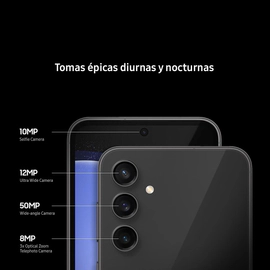 Tomas épicas diurnas y nocturnas
10MP
Selfie Camera
12MP
Ultra Wide Camera
50MP
Wide-angle Camera
8MP
3x Optical Zoom
Telephoto Camera